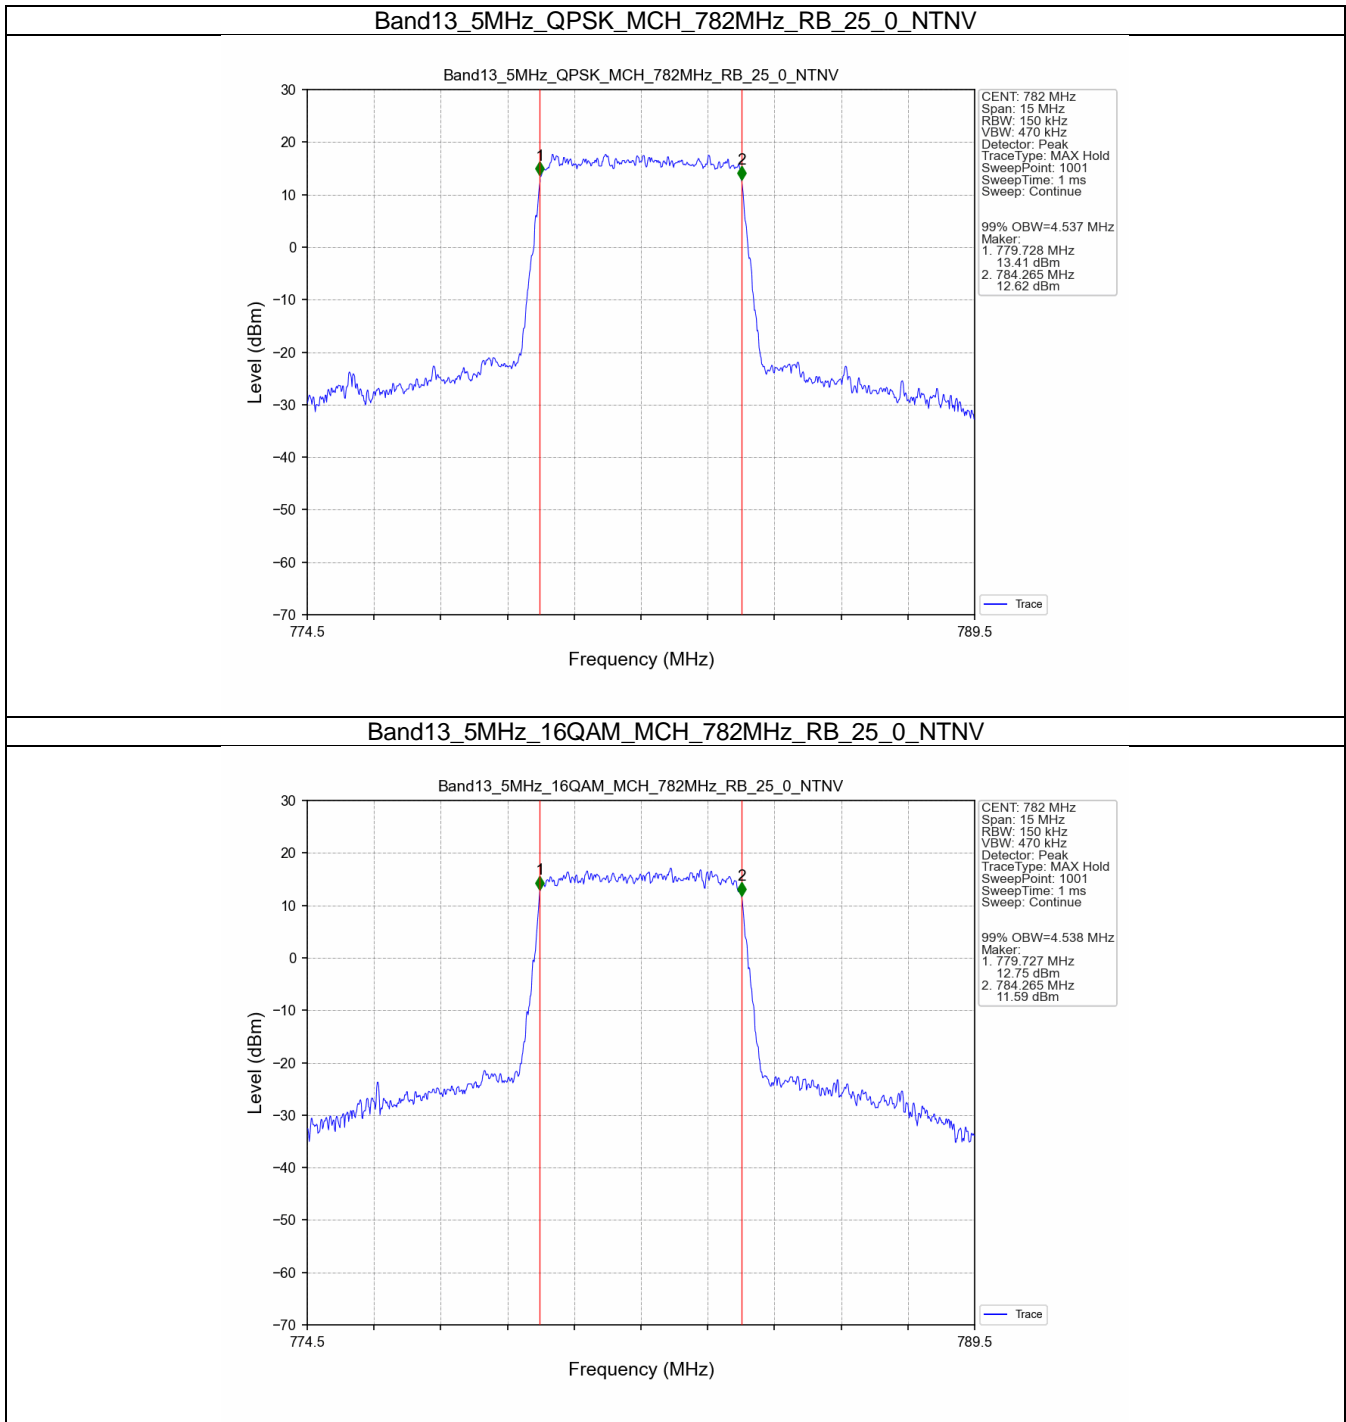 Band13_5MHz_QPSK_MCH_782MHz_RB_25_0_NTNV
Band13_5MHz_QPSK_MCH_782MHz_RB_25_0_NTNV
30
20
10
0
−10
−20
−30
−40
−50
−60
−70
Level (dBm)
1
2
774.5
789.5
Frequency (MHz)
CENT: 782 MHz
Span: 15 MHz
RBW: 150 kHz
VBW: 470 kHz
Detector: Peak
TraceType: MAX Hold
SweepPoint: 1001
SweepTime: 1 ms
Sweep: Continue
99% OBW=4.537 MHz
Maker:
1. 779.728 MHz
13.41 dBm
2. 784.265 MHz
12.62 dBm
Trace
Band13_5MHz_16QAM_MCH_782MHz_RB_25_0_NTNV
Band13_5MHz_16QAM_MCH_782MHz_RB_25_0_NTNV
30
20
10
0
−10
−20
−30
−40
−50
−60
−70
Level (dBm)
1
2
774.5
789.5
Frequency (MHz)
CENT: 782 MHz
Span: 15 MHz
RBW: 150 kHz
VBW: 470 kHz
Detector: Peak
TraceType: MAX Hold
SweepPoint: 1001
SweepTime: 1 ms
Sweep: Continue
99% OBW=4.538 MHz
Maker:
1. 779.727 MHz
12.75 dBm
2. 784.265 MHz
11.59 dBm
Trace